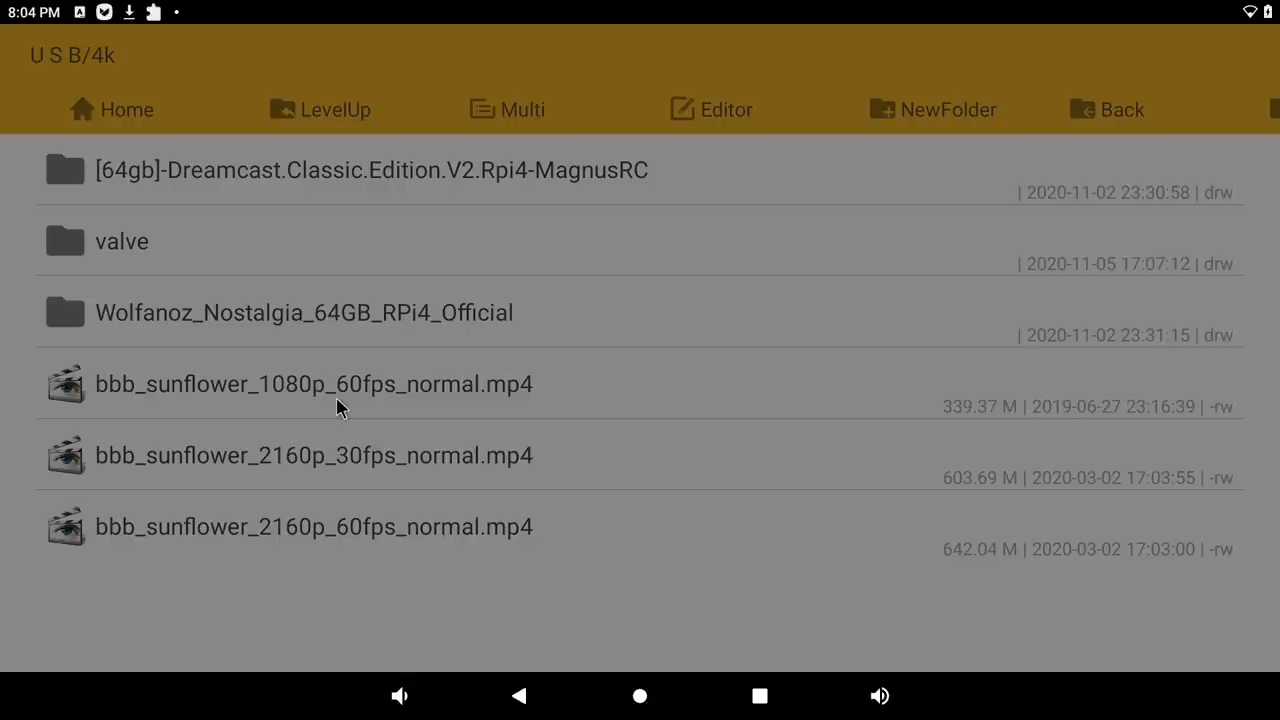 8:04 PM
U S B/4k
Home LevelUp Multi Editor NewFolder Back
[64gb]-Dreamcast.Classic.Edition.V2.Rpi4-MagnusRC
| 2020-11-02 23:30:58 | drw
valve
| 2020-11-05 17:07:12 | drw
Wolfanoz_Nostalgia_64GB_RPi4_Official
| 2020-11-02 23:31:15 | drw
bbb_sunflower_1080p_60fps_normal.mp4
339.37 M | 2019-06-27 23:16:39 | -rw
bbb_sunflower_2160p_30fps_normal.mp4
603.69 M | 2020-03-02 17:03:55 | -rw
bbb_sunflower_2160p_60fps_normal.mp4
642.04 M | 2020-03-02 17:03:00 | -rw